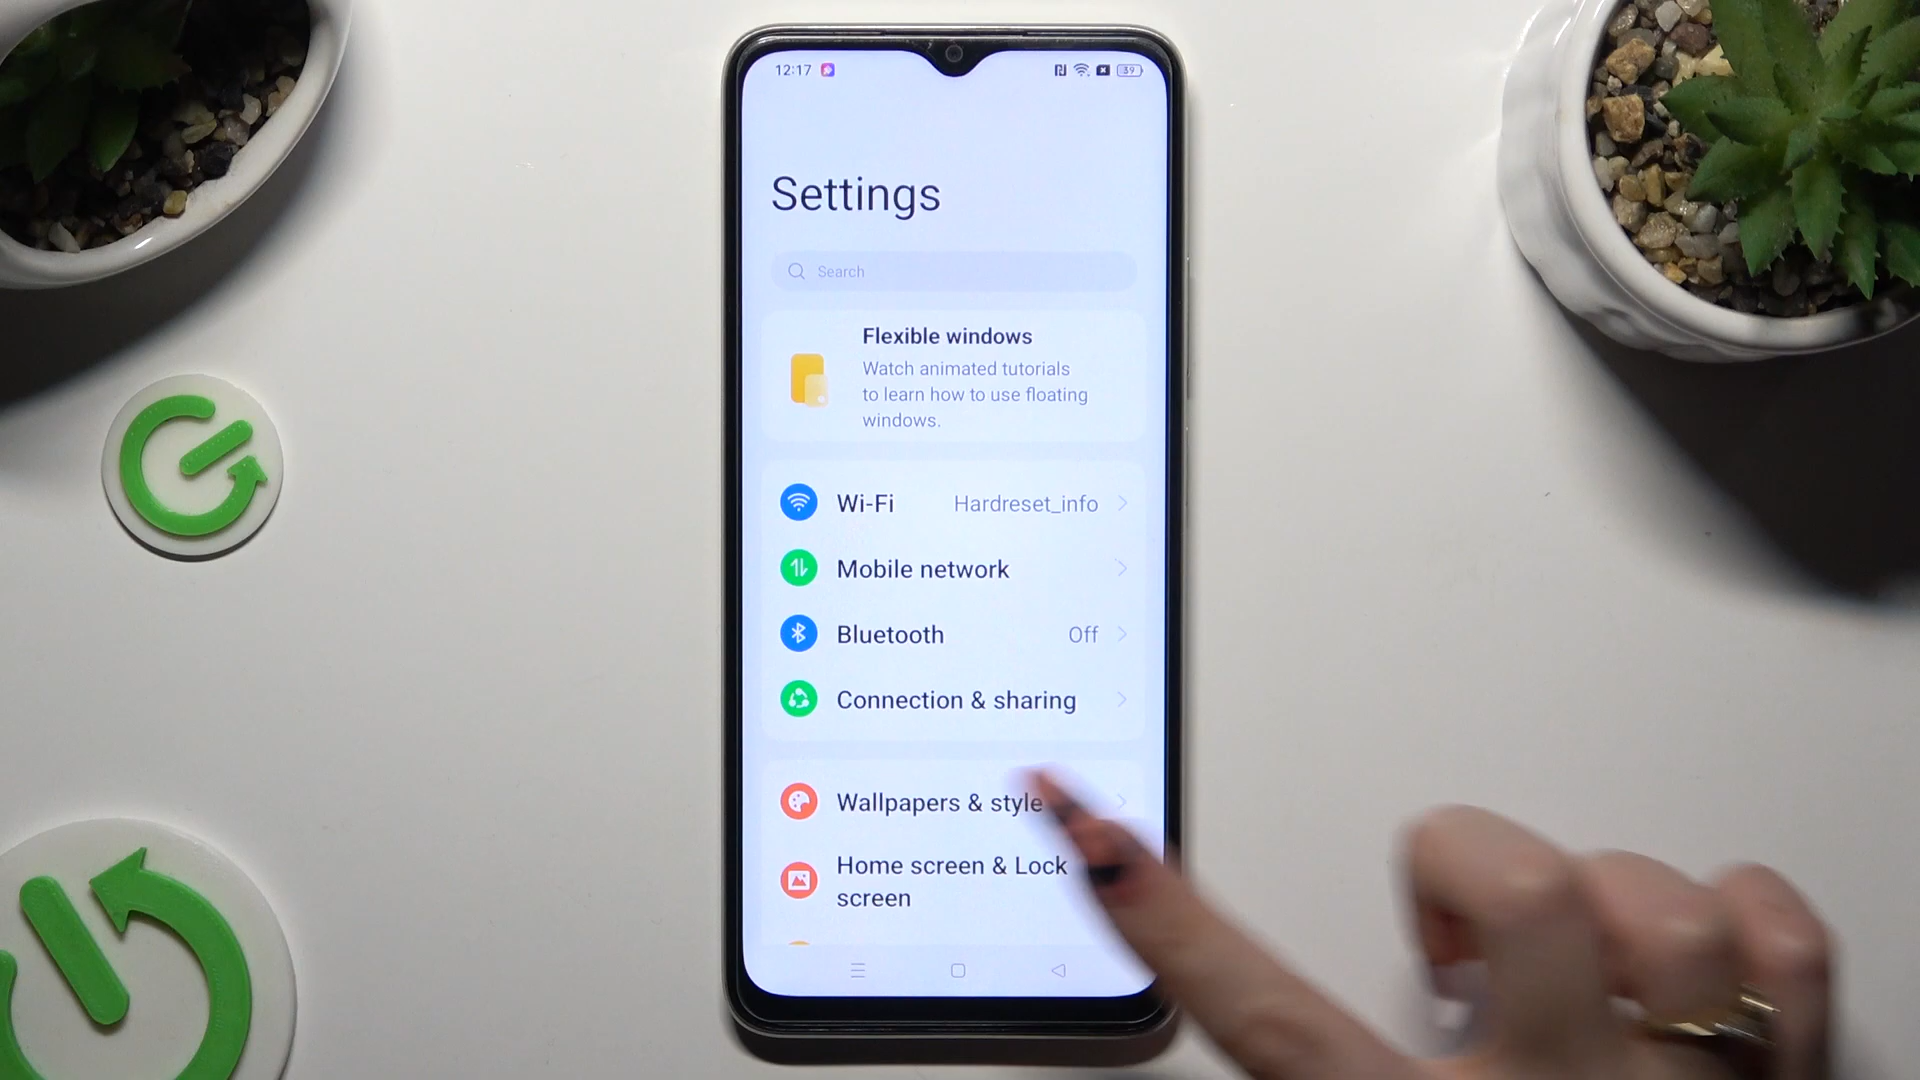 12:17
39
Settings
Search
Flexible windows
Watch animated tutorials
to learn how to use floating
windows.
Wi-Fi Hardreset_info
Mobile network
Bluetooth Off
Connection & sharing
Wallpapers & style
Home screen & Lock
screen